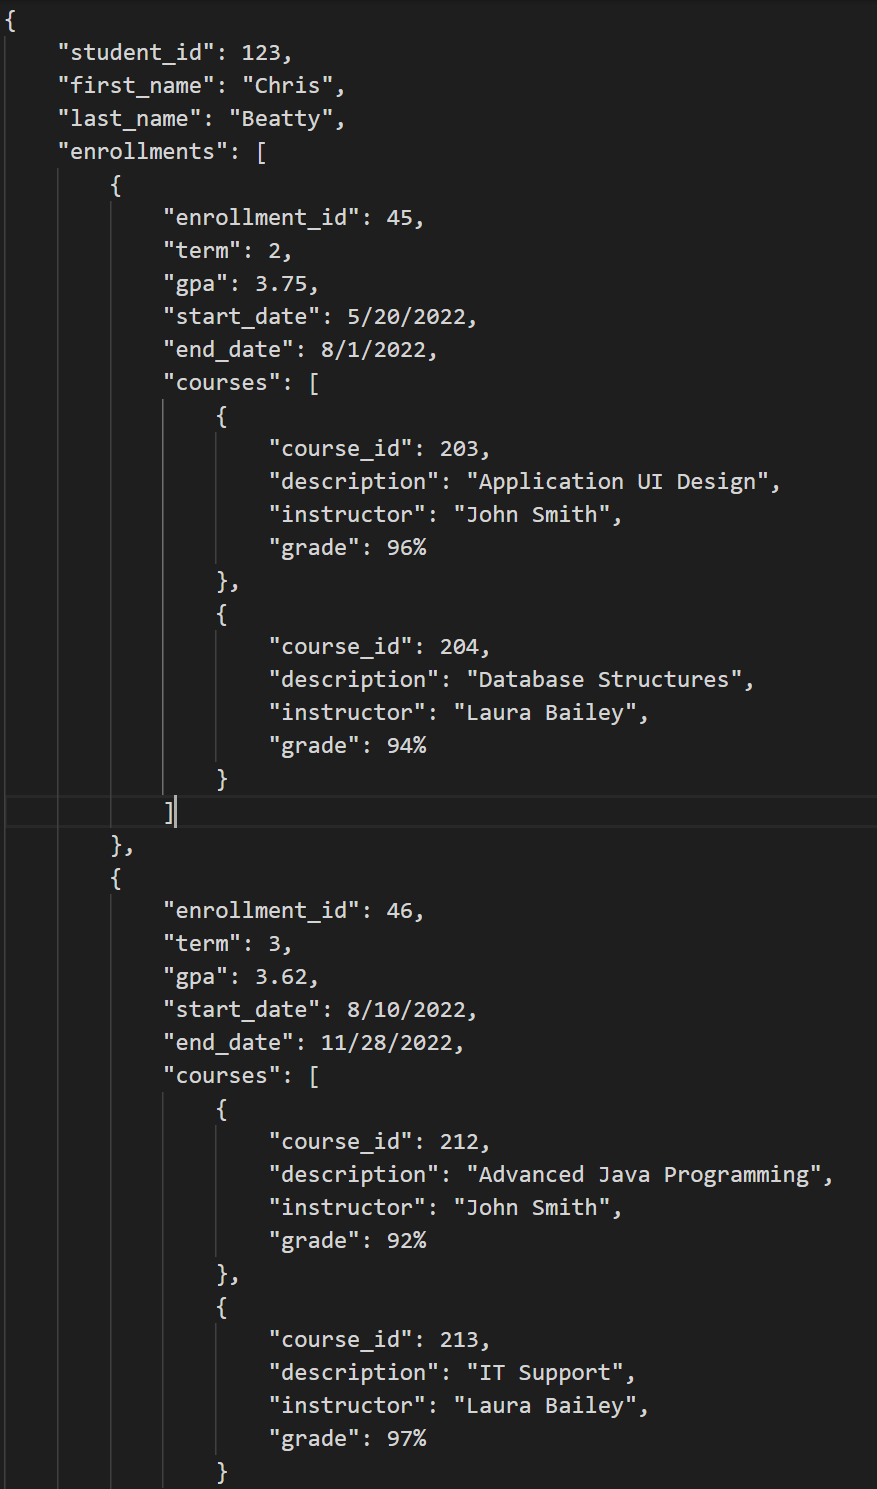 {
    "student_id": 123,
    "first_name": "Chris",
    "last_name": "Beatty",
    "enrollments": [
        {
            "enrollment_id": 45,
            "term": 2,
            "gpa": 3.75,
            "start_date": 5/20/2022,
            "end_date": 8/1/2022,
            "courses": [
                {
                    "course_id": 203,
                    "description": "Application UI Design",
                    "instructor": "John Smith",
                    "grade": 96%
                },
                {
                    "course_id": 204,
                    "description": "Database Structures",
                    "instructor": "Laura Bailey",
                    "grade": 94%
                }
            ]
        },
        {
            "enrollment_id": 46,
            "term": 3,
            "gpa": 3.62,
            "start_date": 8/10/2022,
            "end_date": 11/28/2022,
            "courses": [
                {
                    "course_id": 212,
                    "description": "Advanced Java Programming",
                    "instructor": "John Smith",
                    "grade": 92%
                },
                {
                    "course_id": 213,
                    "description": "IT Support",
                    "instructor": "Laura Bailey",
                    "grade": 97%
                }